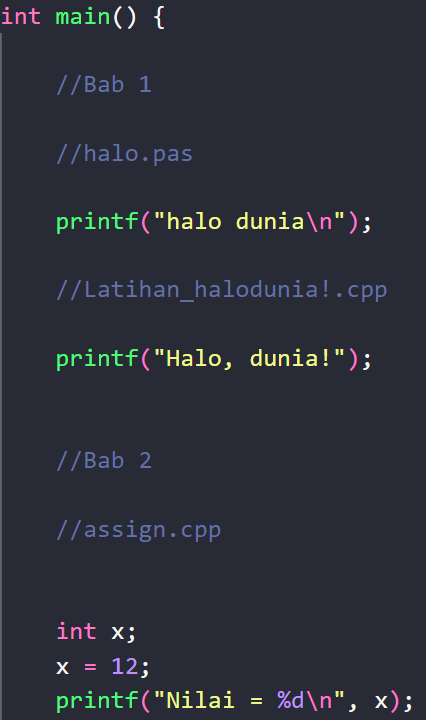 int main() {
//Bab 1
//halo.pas
printf("halo dunia\n");
//Latihan_halodunia!.cpp
printf("Halo, dunia!");
//Bab 2
//assign.cpp
int x;
x = 12;
printf("Nilai = %d\n", x);